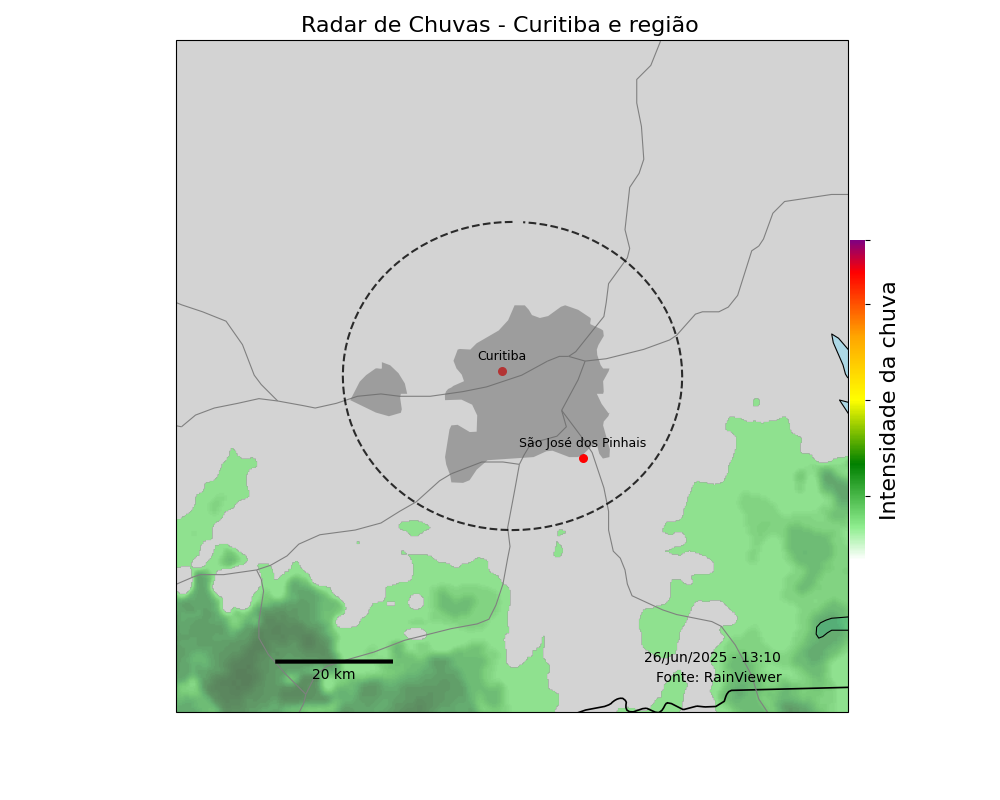 Radar de Chuvas - Curitiba e região
Curitiba
São José dos Pinhais
Intensidade da chuva
26/Jun/2025 - 13:10
Fonte: RainViewer
20 km